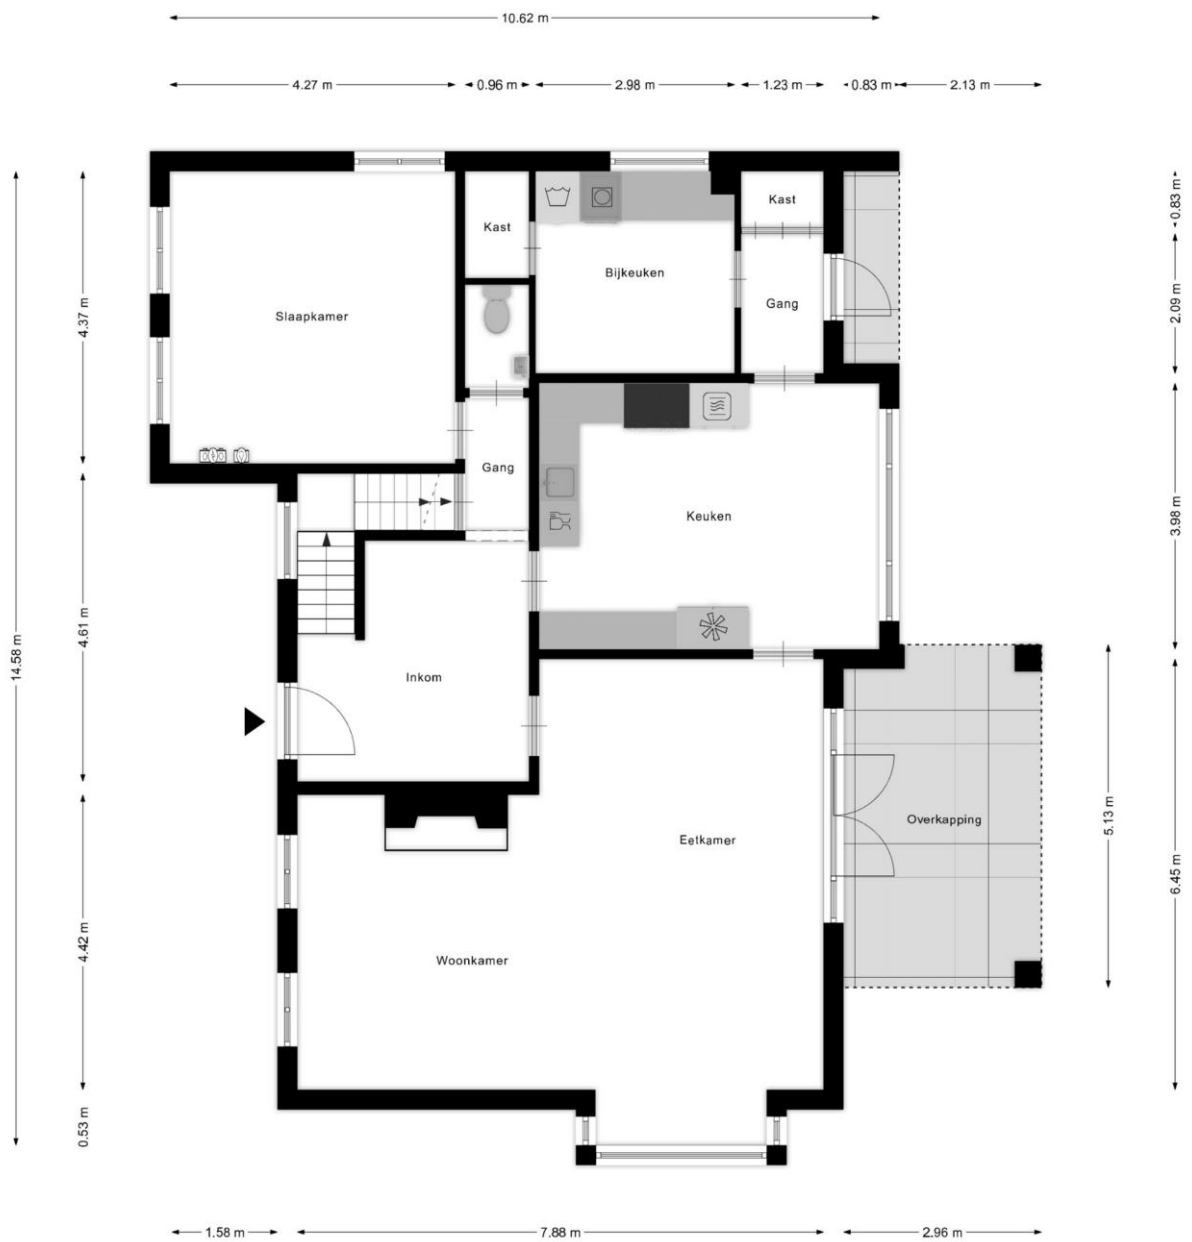 10.62 m
4.27 m
0.96 m
2.98 m
1.23 m
0.83 m
2.13 m
Kast
Kast
0.83 m
Bijkeuken
Slaapkamer
Gang
2.09 m
4.37 m
Gang
Keuken
3.98 m
14.58 m
4.61 m
Inkom
Overkapping
5.13 m
Eetkamer
6.45 m
4.42 m
Woonkamer
0.53 m
1.58 m
7.88 m
2.96 m